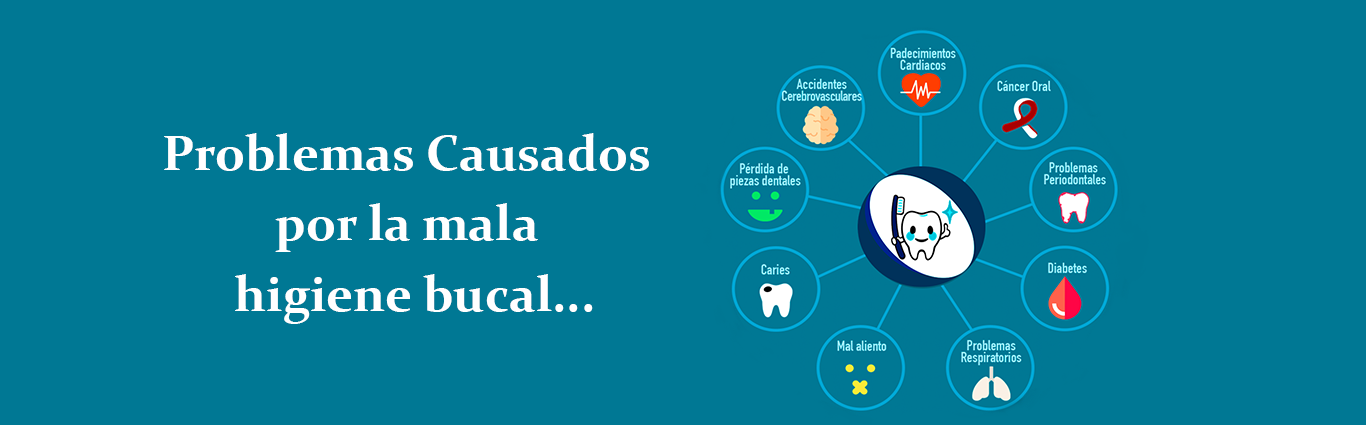 Problemas Causados
por la mala
higiene bucal...
Padecimientos
Cardiacos
Cáncer Oral
Problemas
Periodontales
Diabetes
Problemas
Respiratorios
Mal aliento
Caries
Pérdida de
piezas dentales
Accidentes
Cerebrovasculares